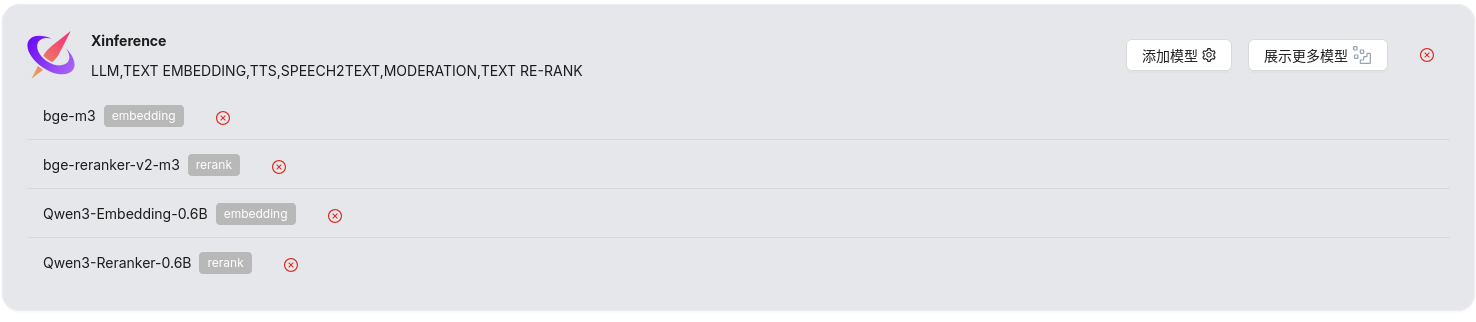 Xinference
LLM,TEXT EMBEDDING,TTS,SPEECH2TEXT,MODERATION,TEXT RE-RANK
添加模型
展示更多模型
bge-m3 embedding
bge-reranker-v2-m3 rerank
Qwen3-Embedding-0.6B embedding
Qwen3-Reranker-0.6B rerank